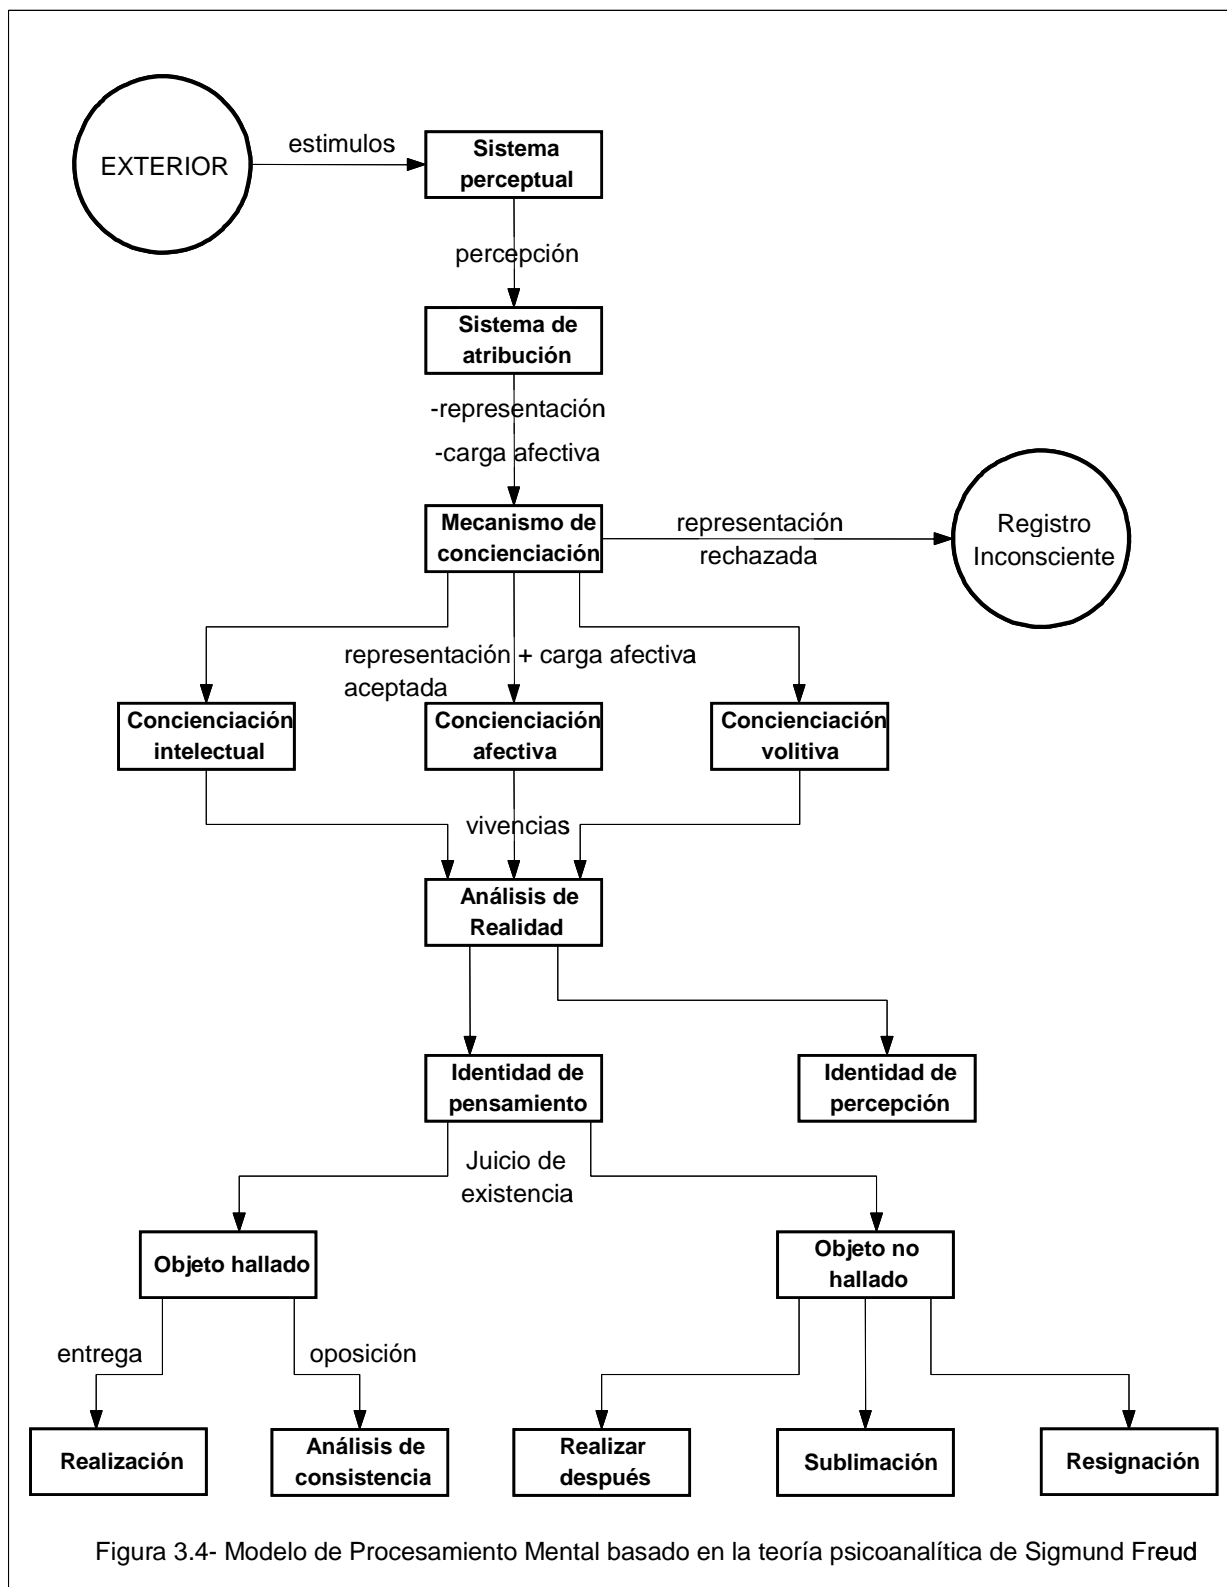 estimulos
EXTERIOR
Sistema
perceptual
percepción
Sistema de
atribución
-representación
-carga afectiva
Mecanismo de
concienciación
representación
rechazada
Registro
Inconsciente
representación + carga afectiva
aceptada
Concienciación
intelectual
Concienciación
afectiva
Concienciación
volitiva
vivencias
Análisis de
Realidad
Identidad de
pensamiento
Identidad de
percepción
Juicio de
existencia
Objeto hallado
Objeto no
hallado
entrega
oposición
Realización
Análisis de
consistencia
Realizar
después
Sublimación
Resignación
Figura 3.4- Modelo de Procesamiento Mental basado en la teoría psicoanalítica de Sigmund Freud